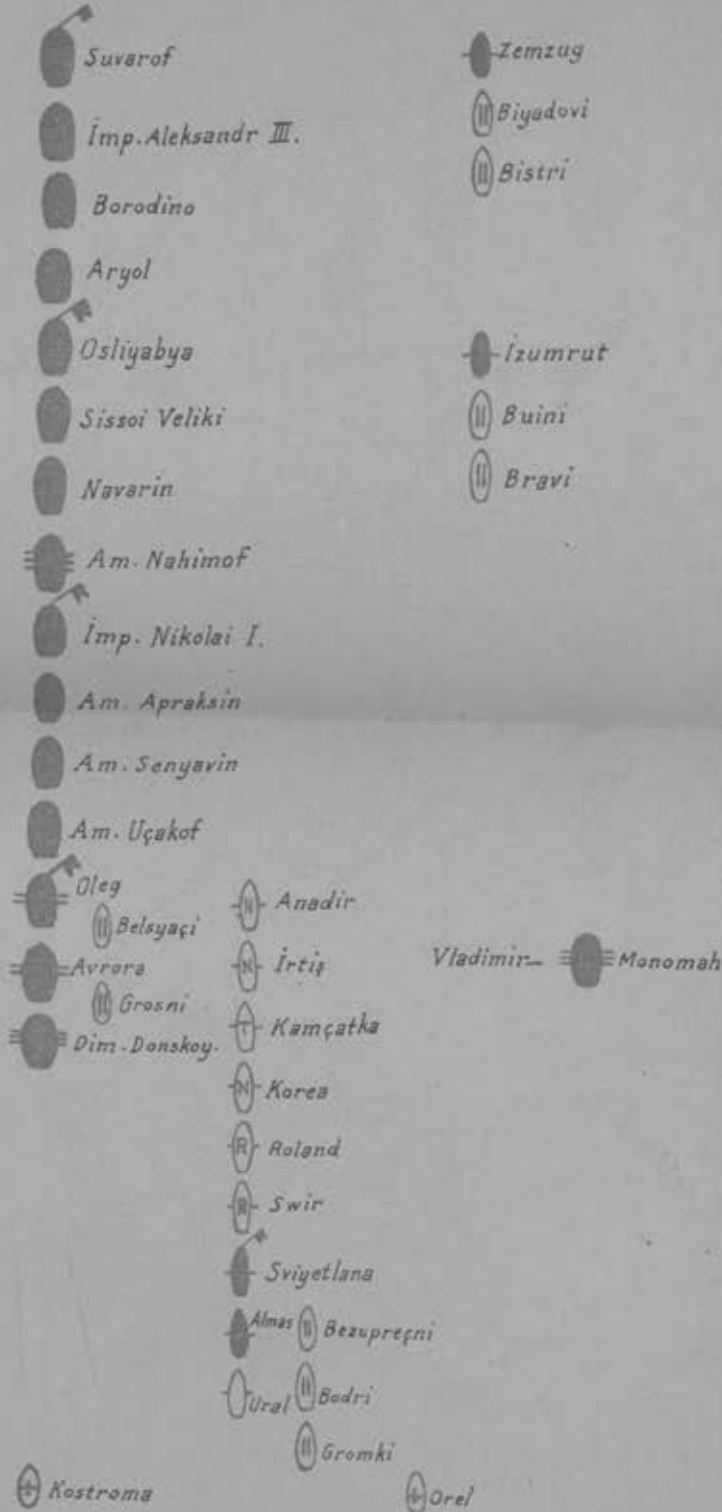 Suvarof
İmp. Aleksandr III.
Borodino
Aryol
Osliyabya
Sissoi Veliki
Navarin
Am. Nahimof
İmp. Nikolai I.
Am. Apraksin
Am. Senyavin
Am. Uçakof
Oleg
Belsyaçi
Avrora
Grosni
Dim. Donskoy.
Zemzug
Biyadovi
Bistri
İzumrut
Buini
Bravi
N Anadir
N İrtiş
T Kamçatka
N Korea
R Roland
R Swir
Sviyetlana
Almas
Bezupreçni
Ural
Bodri
Gromki
Vladimir_ Monomah
Kostroma
Orel